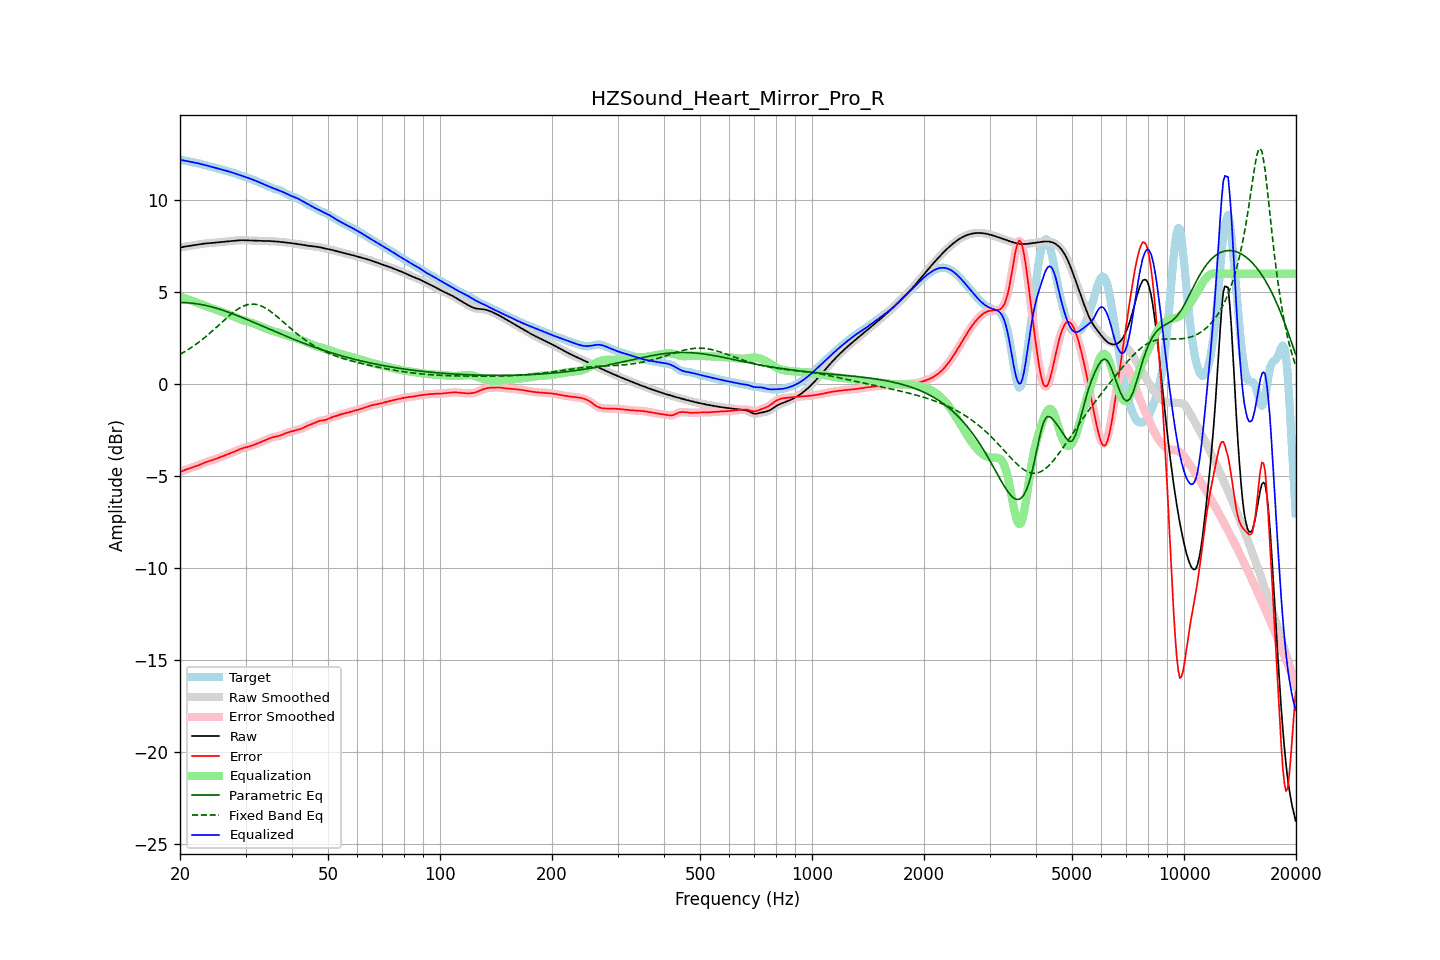 HZSound_Heart_Mirror_Pro_R
Amplitude (dBr)
10
5
0
−5
−10
−15
−20
−25
Target
Raw Smoothed
Error Smoothed
Raw
Error
Equalization
Parametric Eq
Fixed Band Eq
Equalized
20 50 100 200 500 1000 2000 5000 10000 20000
Frequency (Hz)